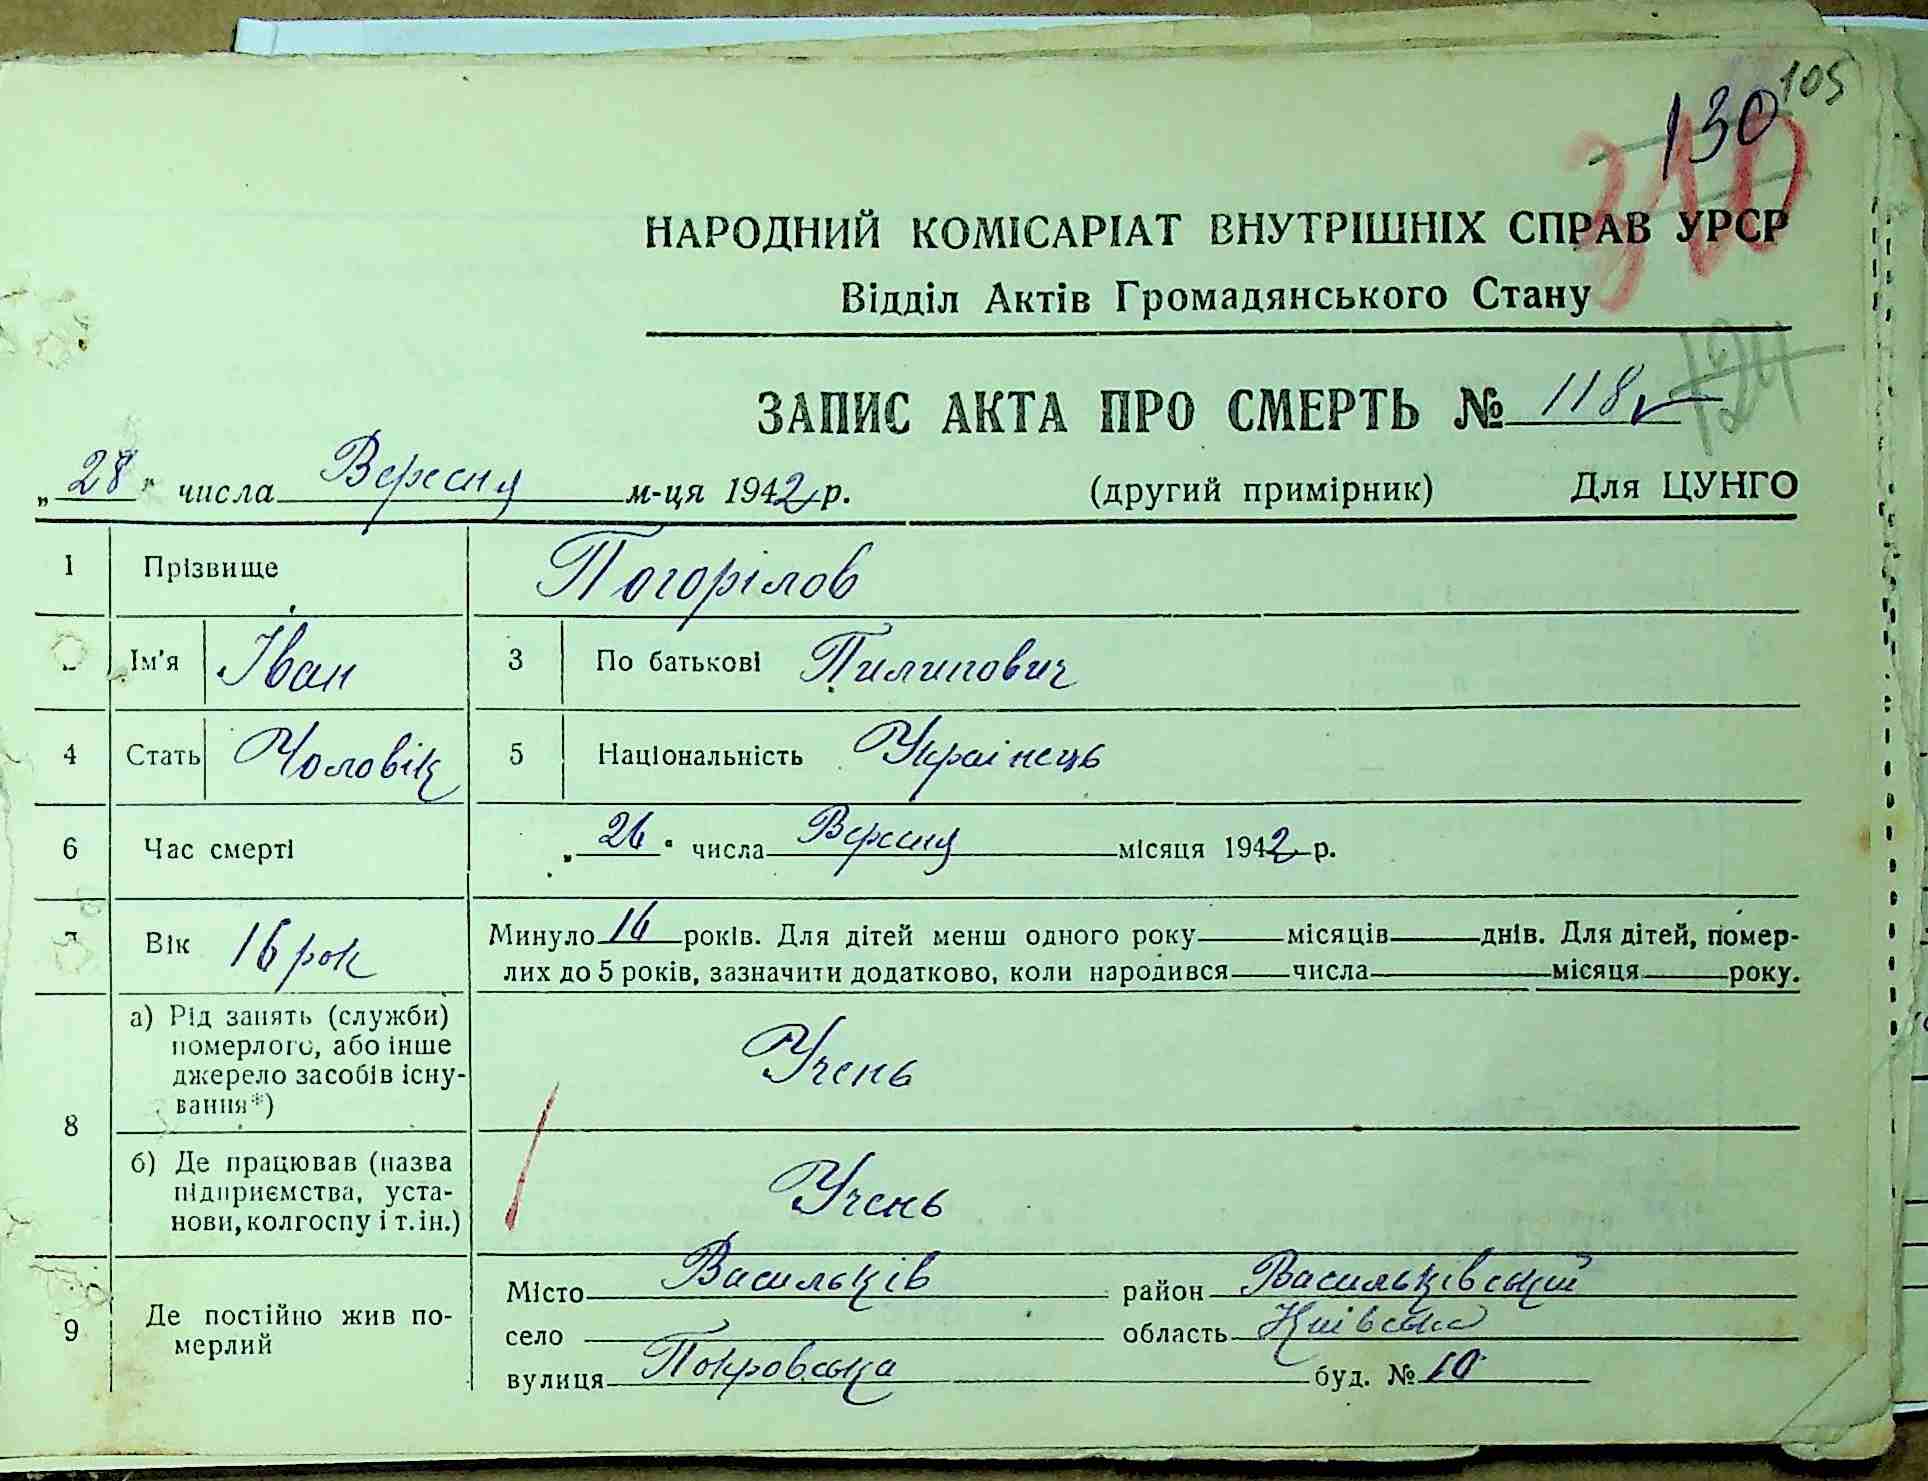 105
130
310
НАРОДНИЙ КОМІСАРІАТ ВНУТРІШНІХ СПРАВ УРСР
Відділ Актів Громадянського Стану
124
ЗАПИС АКТА ПРО СМЕРТЬ № 118
„28" числа Вересня м-ця 1942 р. (другий примірник) Для ЦУНГО
1 Прізвище Погорілов
Ім'я Іван 3 По батькові Пилипович
4 Стать Чоловік 5 Національність Украінець
6 Час смерті „26" числа Вересня місяця 1942 р.
Вік 16 рок Минуло 16 років. Для дітей менш одного року місяців днів. Для дітей, помер-
лих до 5 років, зазначити додатково, коли народився числа місяця року.
8 а) Рід занять (служби)
померлого, або інше
джерело засобів існу-
вання*) Учень
б) Де працював (назва
підприємства, уста-
нови, колгоспу і т.ін.) Учень
9 Де постійно жив по-
мерлий
Місто Васильків район Васильківський
село область Київська
вулиця Покровська буд. № 10